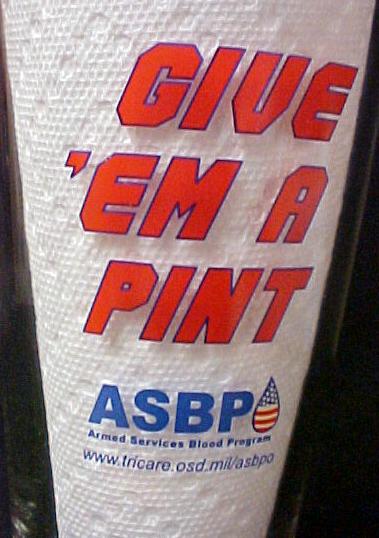 GIVE
'EM A
PINT
ASBP
Armed Services Blood Program
www.tricare.osd.mil/asbpo